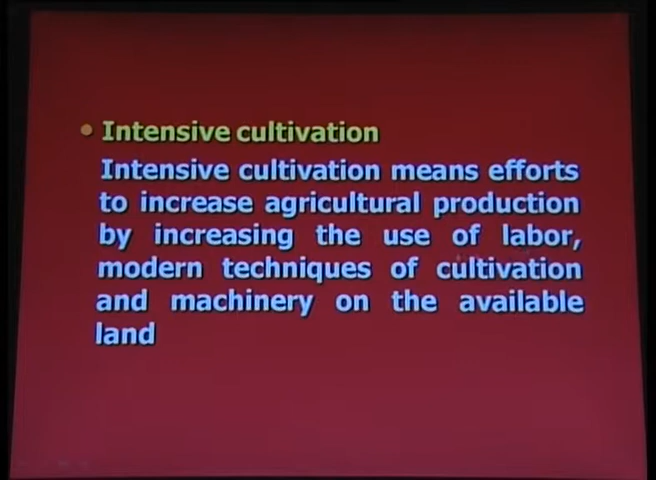 • Intensive cultivation
Intensive cultivation means efforts
to increase agricultural production
by increasing the use of labor,
modern techniques of cultivation
and machinery on the available
land